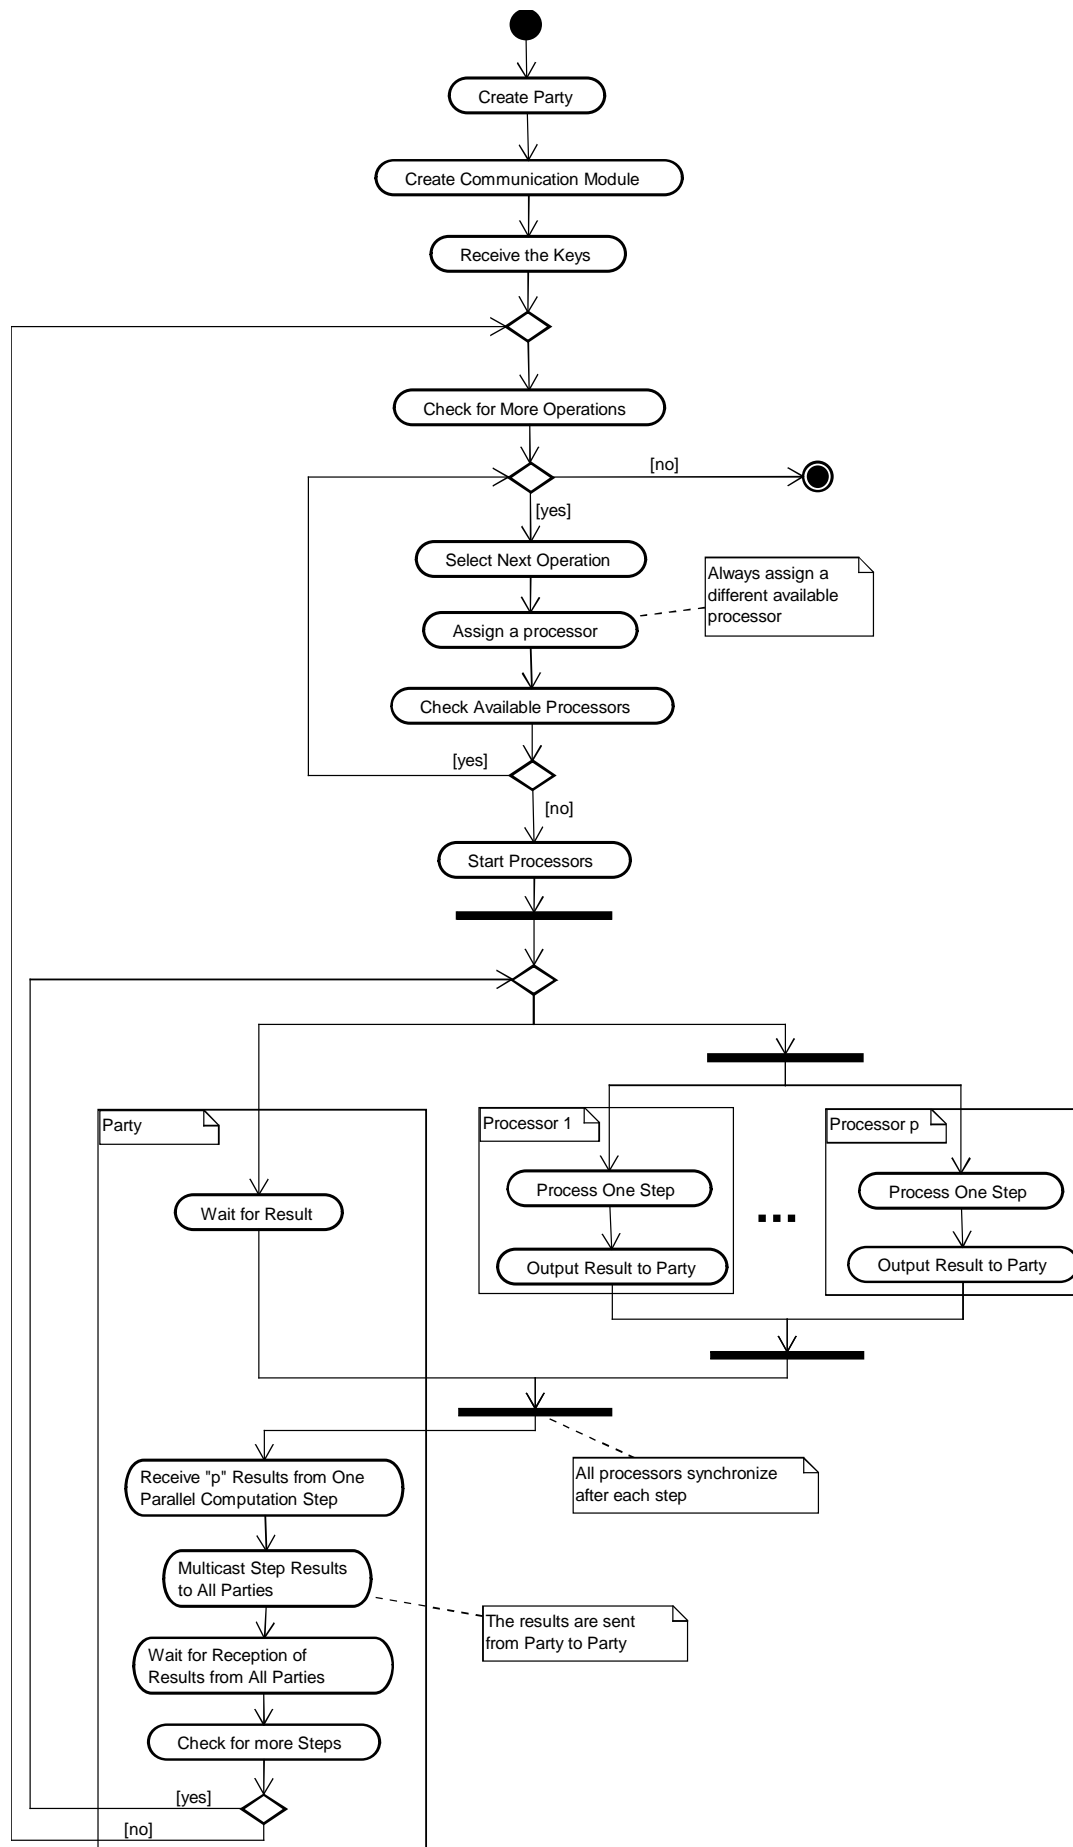 Create Party
Create Communication Module
Receive the Keys
Check for More Operations
[no]
[yes]
Select Next Operation
Always assign a
different available
processor
Assign a processor
Check Available Processors
[yes]
[no]
Start Processors
Party
Processor 1
Processor p
Wait for Result
Process One Step
Process One Step
...
Output Result to Party
Output Result to Party
Receive "p" Results from One
Parallel Computation Step
All processors synchronize
after each step
Multicast Step Results
to All Parties
The results are sent
from Party to Party
Wait for Reception of
Results from All Parties
Check for more Steps
[yes]
[no]